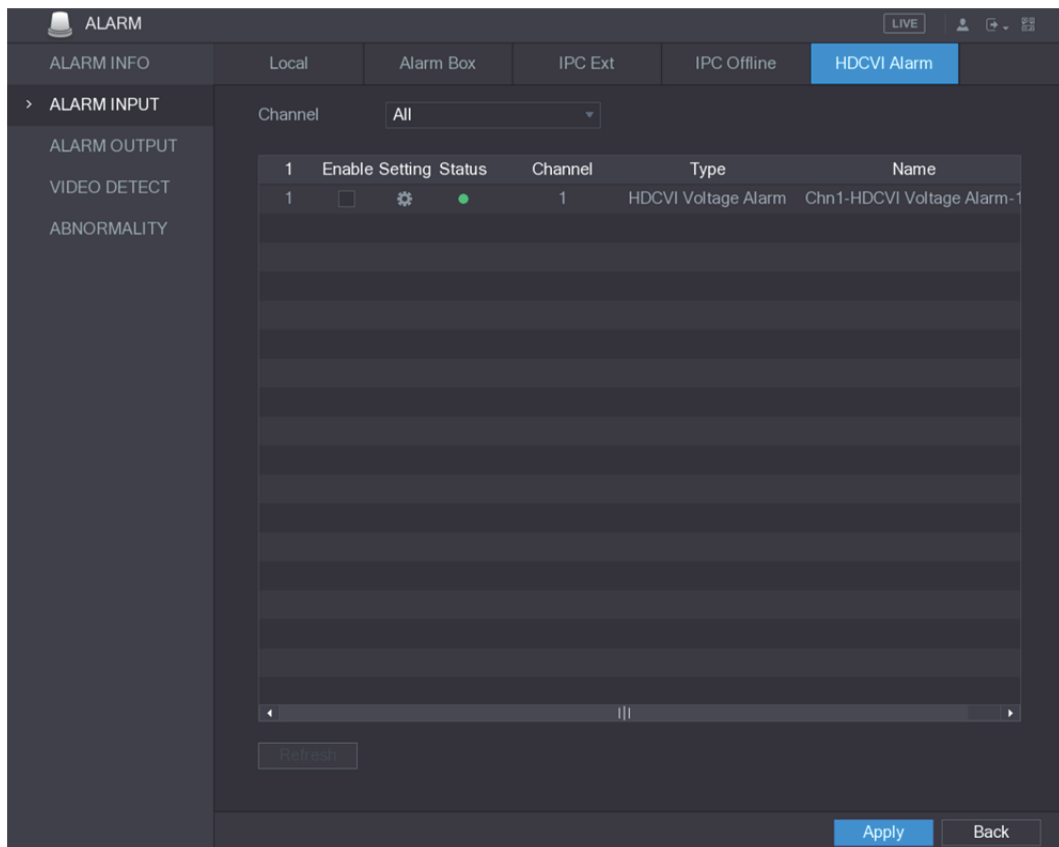 ALARM LIVE
ALARM INFO
ALARM INPUT
ALARM OUTPUT
VIDEO DETECT
ABNORMALITY
Local Alarm Box IPC Ext IPC Offline HDCVI Alarm
Channel All
1 Enable Setting Status Channel Type Name
1 1 HDCVI Voltage Alarm Chn1-HDCVI Voltage Alarm-1
Refresh
Apply Back